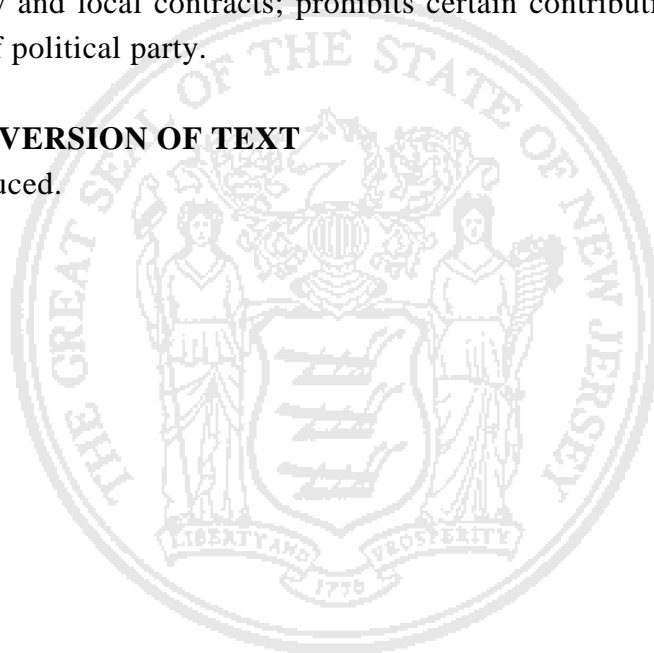 y and local contracts; prohibits certain contributi
f political party.
VERSION OF TEXT
uced.
THE GREAT SEAL OF THE STATE OF NEW JERSEY
LIBERTY AND PROSPERITY
1776